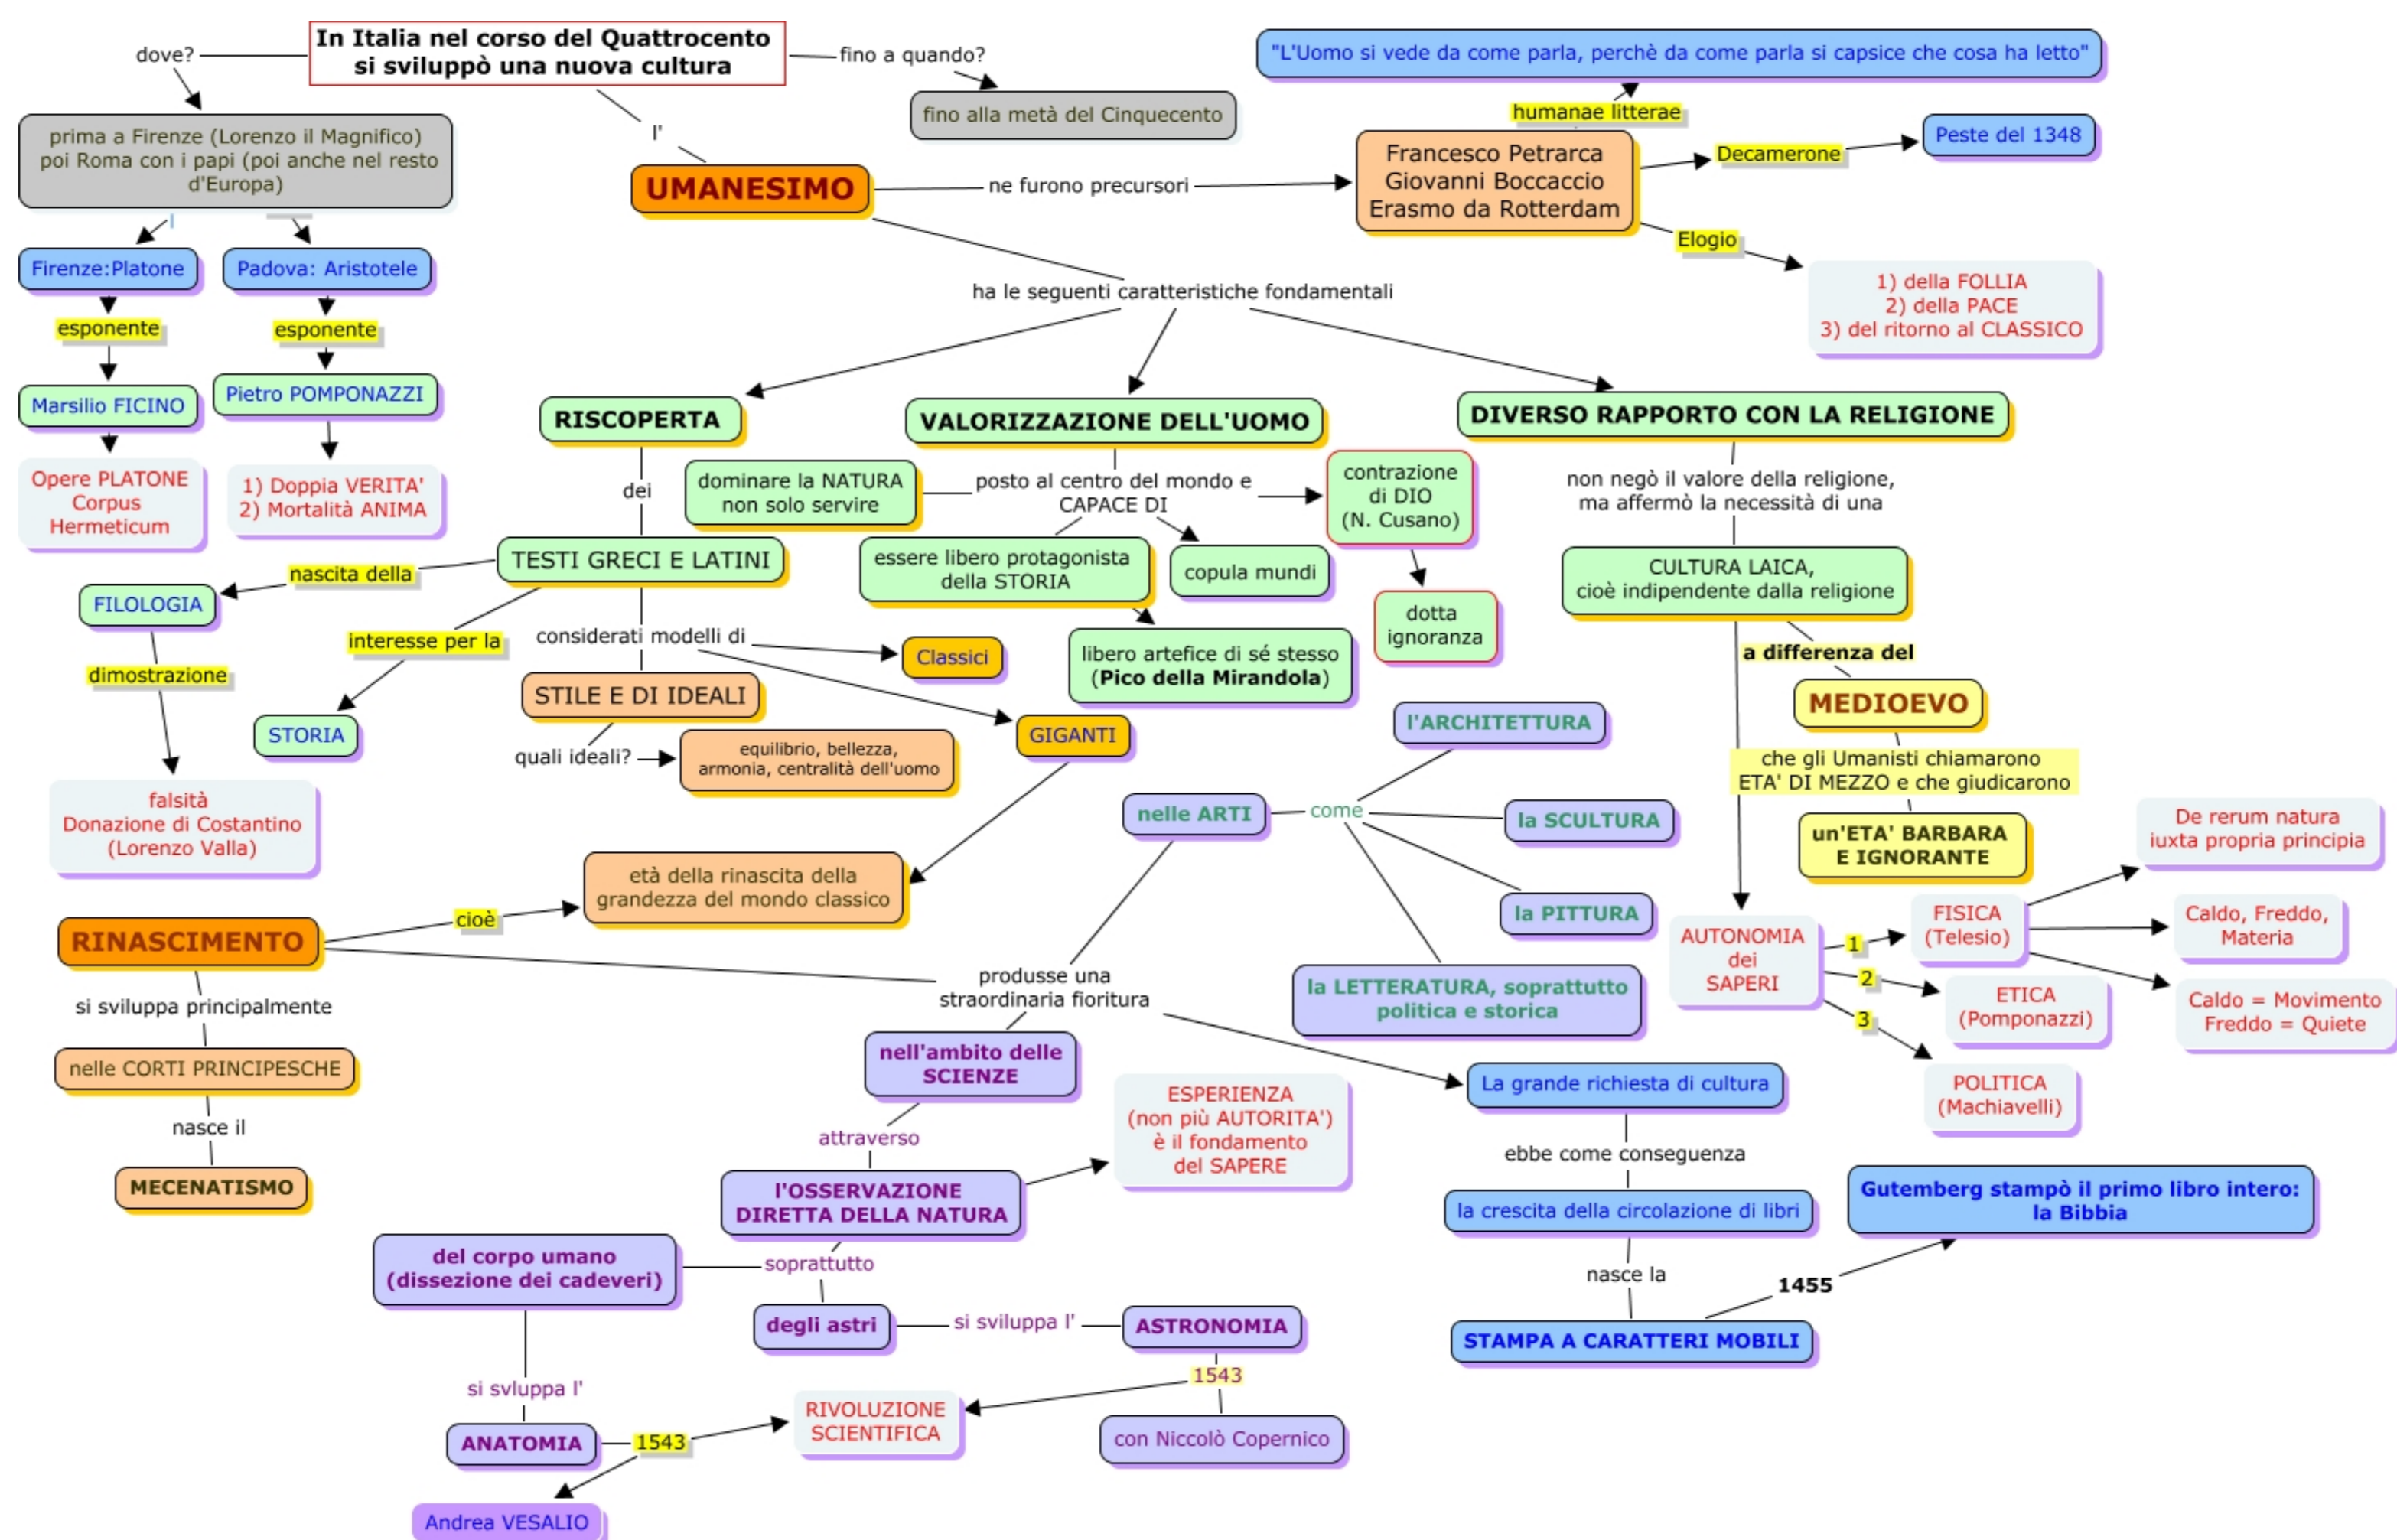 In Italia nel corso del Quattrocento
si sviluppò una nuova cultura
dove?
fino a quando?
fino alla metà del Cinquecento
prima a Firenze (Lorenzo il Magnifico)
poi Roma con i papi (poi anche nel resto
d'Europa)
l'
UMANESIMO
ne furono precursori
Francesco Petrarca
Giovanni Boccaccio
Erasmo da Rotterdam
humanae litterae
"L'Uomo si vede da come parla, perchè da come parla si capsice che cosa ha letto"
Decamerone
Peste del 1348
Elogio
1) della FOLLIA
2) della PACE
3) del ritorno al CLASSICO
Firenze:Platone
esponente
Marsilio FICINO
Opere PLATONE
Corpus
Hermeticum
Padova: Aristotele
esponente
Pietro POMPONAZZI
1) Doppia VERITA'
2) Mortalità ANIMA
ha le seguenti caratteristiche fondamentali
RISCOPERTA
dei
TESTI GRECI E LATINI
nascita della
FILOLOGIA
dimostrazione
falsità
Donazione di Costantino
(Lorenzo Valla)
interesse per la
STORIA
considerati modelli di
Classici
STILE E DI IDEALI
quali ideali?
equilibrio, bellezza,
armonia, centralità dell'uomo
GIGANTI
VALORIZZAZIONE DELL'UOMO
posto al centro del mondo e
CAPACE DI
dominare la NATURA
non solo servire
essere libero protagonista
della STORIA
copula mundi
contrazione
di DIO
(N. Cusano)
dotta
ignoranza
libero artefice di sé stesso
(Pico della Mirandola)
DIVERSO RAPPORTO CON LA RELIGIONE
non negò il valore della religione,
ma affermò la necessità di una
CULTURA LAICA,
cioè indipendente dalla religione
a differenza del
MEDIOEVO
che gli Umanisti chiamarono
ETA' DI MEZZO e che giudicarono
un'ETA' BARBARA
E IGNORANTE
AUTONOMIA
dei
SAPERI
1
FISICA
(Telesio)
De rerum natura
iuxta propria principia
Caldo, Freddo,
Materia
Caldo = Movimento
Freddo = Quiete
2
ETICA
(Pomponazzi)
3
POLITICA
(Machiavelli)
RINASCIMENTO
cioè
età della rinascita della
grandezza del mondo classico
si sviluppa principalmente
nelle CORTI PRINCIPESCHE
nasce il
MECENATISMO
produsse una
straordinaria fioritura
nelle ARTI
come
l'ARCHITETTURA
la SCULTURA
la PITTURA
la LETTERATURA, soprattutto
politica e storica
nell'ambito delle
SCIENZE
attraverso
l'OSSERVAZIONE
DIRETTA DELLA NATURA
ESPERIENZA
(non più AUTORITA')
è il fondamento
del SAPERE
soprattutto
del corpo umano
(dissezione dei cadeveri)
degli astri
si sviluppa l'
ASTRONOMIA
1543
con Niccolò Copernico
si svluppa l'
ANATOMIA
1543
RIVOLUZIONE
SCIENTIFICA
Andrea VESALIO
La grande richiesta di cultura
ebbe come conseguenza
la crescita della circolazione di libri
nasce la
STAMPA A CARATTERI MOBILI
1455
Gutemberg stampò il primo libro intero:
la Bibbia